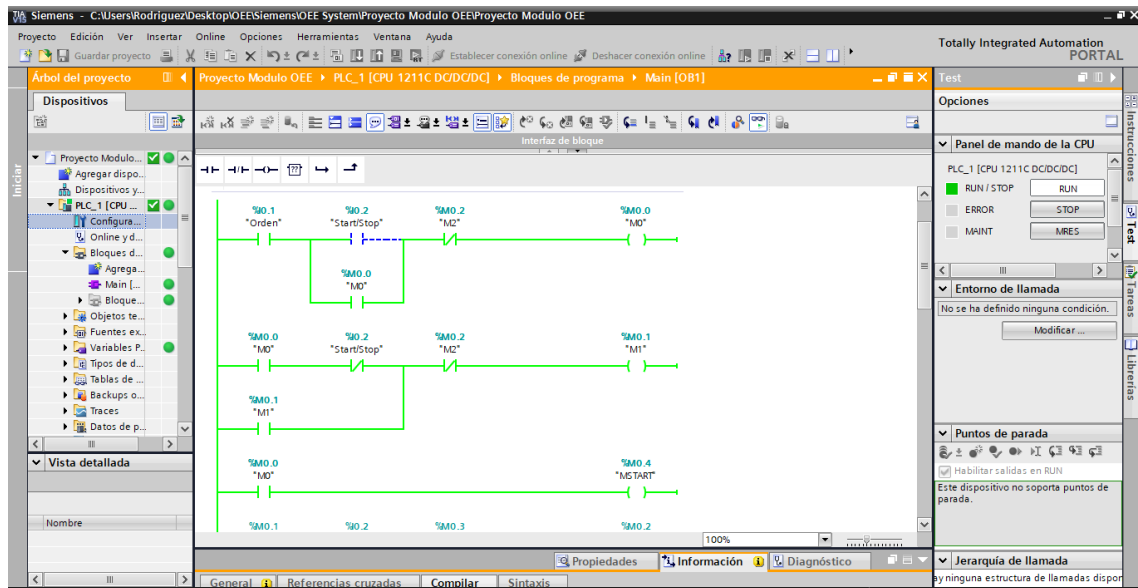 Siemens - C:\Users\Rodriguez\Desktop\OEE\Siemens\OEE System\Proyecto Modulo OEE\Proyecto Modulo OEE
Proyecto Edición Ver Insertar Online Opciones Herramientas Ventana Ayuda
Guardar proyecto
Establecer conexión online
Deshacer conexión online
Totally Integrated Automation
PORTAL
Árbol del proyecto
Dispositivos
Iniciar
Proyecto Modulo...
Agregar dispo...
Dispositivos y...
PLC_1 [CPU ...
Configura...
Online y d...
Bloques d...
Agrega...
Main [...
Bloque...
Objetos te...
Fuentes ex...
Variables P...
Tipos de d...
Tablas de ...
Backups o...
Traces
Datos de p...
Vista detallada
Nombre
Proyecto Modulo OEE PLC_1 [CPU 1211C DC/DC/DC] Bloques de programa Main [OB1]
Interfaz de bloque
%I0.1 %I0.2 %M0.2 %M0.0
"Orden" "Start/Stop" "M2" "M0"
%M0.0
"M0"
%M0.0 %I0.2 %M0.2 %M0.1
"M0" "Start/Stop" "M2" "M1"
%M0.1
"M1"
%M0.0 %M0.4
"M0" "MSTART"
%M0.1 %I0.2 %M0.3 %M0.2
100%
Propiedades Información Diagnóstico
General Referencias cruzadas Compilar Sintaxis
Test
Opciones
Panel de mando de la CPU
PLC_1 [CPU 1211C DC/DC/DC]
RUN / STOP RUN
ERROR STOP
MAINT MRES
Entorno de llamada
No se ha definido ninguna condición.
Modificar ...
Puntos de parada
Habilitar salidas en RUN
Este dispositivo no soporta puntos de
parada.
Jerarquía de llamada
ay ninguna estructura de llamadas dispor
Instrucciones
Test
Tareas
Librerías